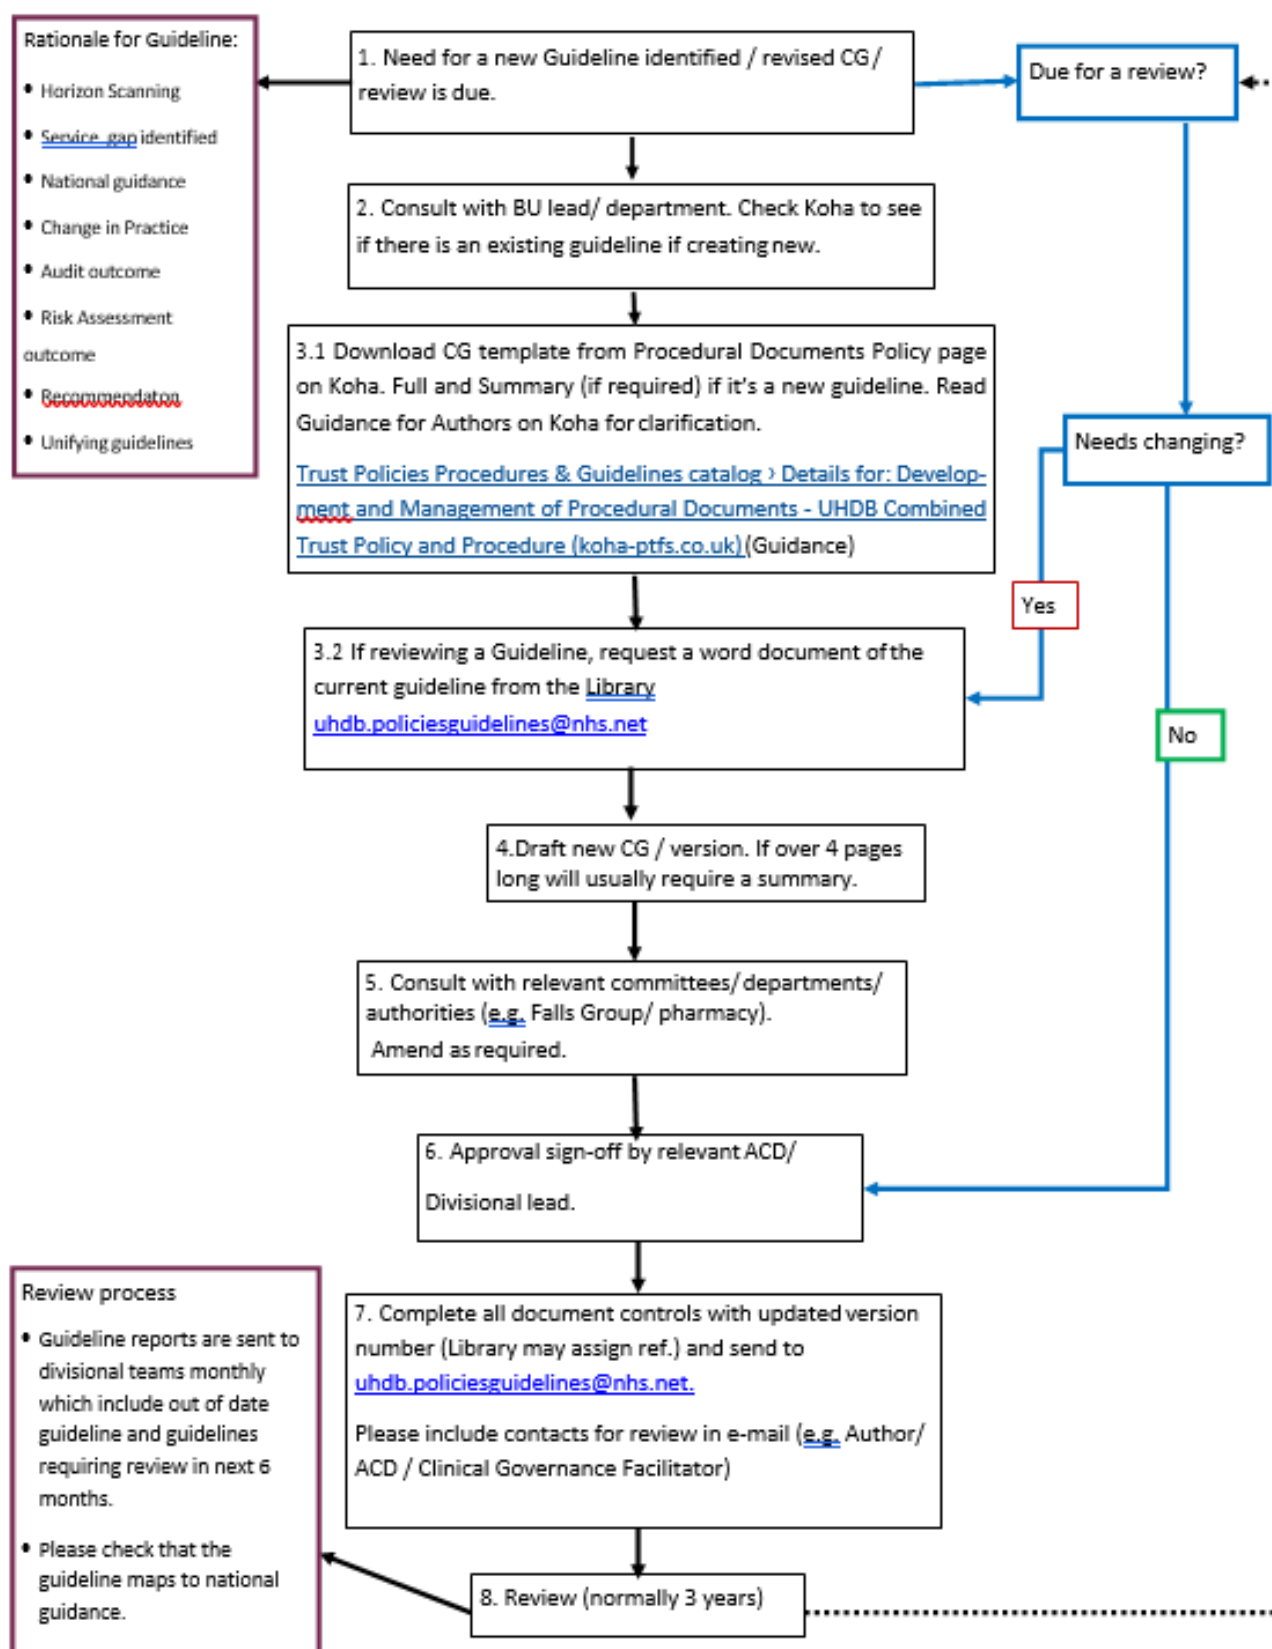 Rationale for Guideline:
• Horizon Scanning
• Service gap identified
• National guidance
• Change in Practice
• Audit outcome
• Risk Assessment
outcome
• Recommendaton
• Unifying guidelines
1. Need for a new Guideline identified / revised CG/
review is due.
Due for a review?
2. Consult with BU lead/ department. Check Koha to see
if there is an existing guideline if creating new.
3.1 Download CG template from Procedural Documents Policy page
on Koha. Full and Summary (if required) if it's a new guideline. Read
Guidance for Authors on Koha for clarification.
Trust Policies Procedures & Guidelines catalog › Details for: Develop-
ment and Management of Procedural Documents - UHDB Combined
Trust Policy and Procedure (koha-ptfs.co.uk) (Guidance)
Needs changing?
Yes
3.2 If reviewing a Guideline, request a word document of the
current guideline from the Library
uhdb.policiesguidelines@nhs.net
No
4.Draft new CG / version. If over 4 pages
long will usually require a summary.
5. Consult with relevant committees/ departments/
authorities (e.g. Falls Group/ pharmacy).
Amend as required.
6. Approval sign-off by relevant ACD/
Divisional lead.
7. Complete all document controls with updated version
number (Library may assign ref.) and send to
uhdb.policiesguidelines@nhs.net.
Please include contacts for review in e-mail (e.g. Author/
ACD / Clinical Governance Facilitator)
8. Review (normally 3 years)
Review process
• Guideline reports are sent to
divisional teams monthly
which include out of date
guideline and guidelines
requiring review in next 6
months.
• Please check that the
guideline maps to national
guidance.